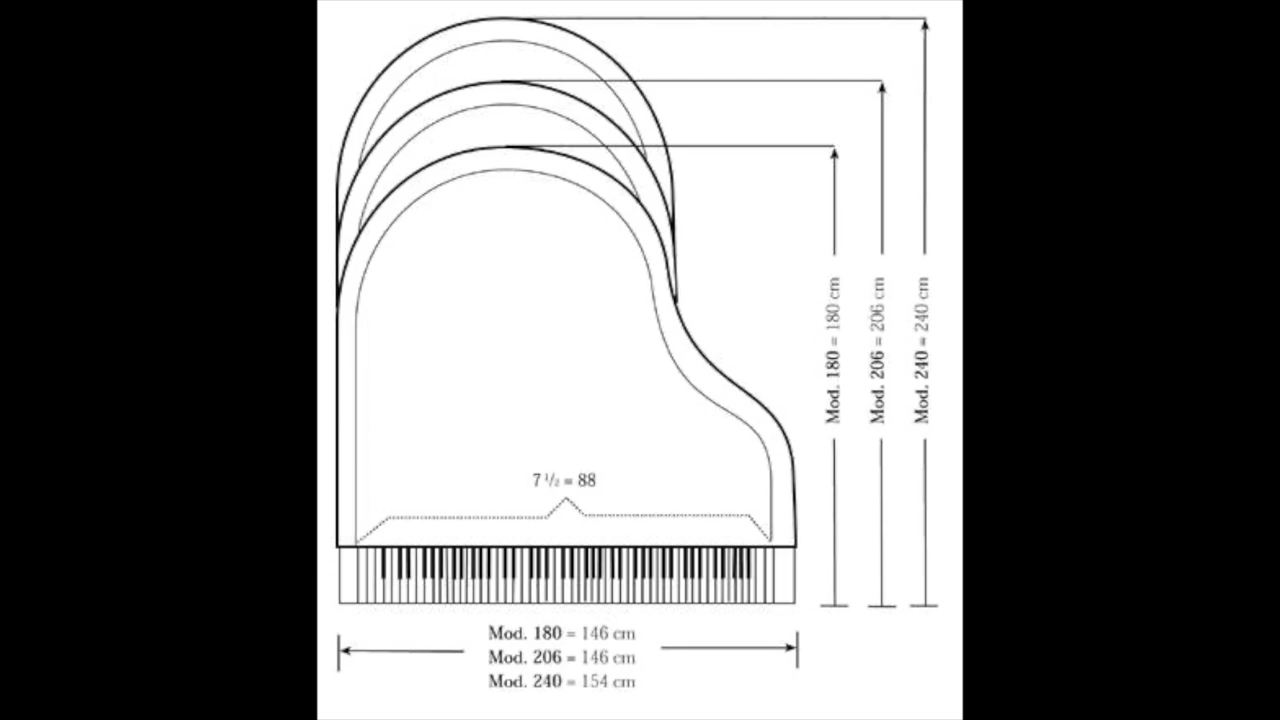 Mod. 180 = 180 cm
Mod. 206 = 206 cm
Mod. 240 = 240 cm
7 1/2 = 88
Mod. 180 = 146 cm
Mod. 206 = 146 cm
Mod. 240 = 154 cm